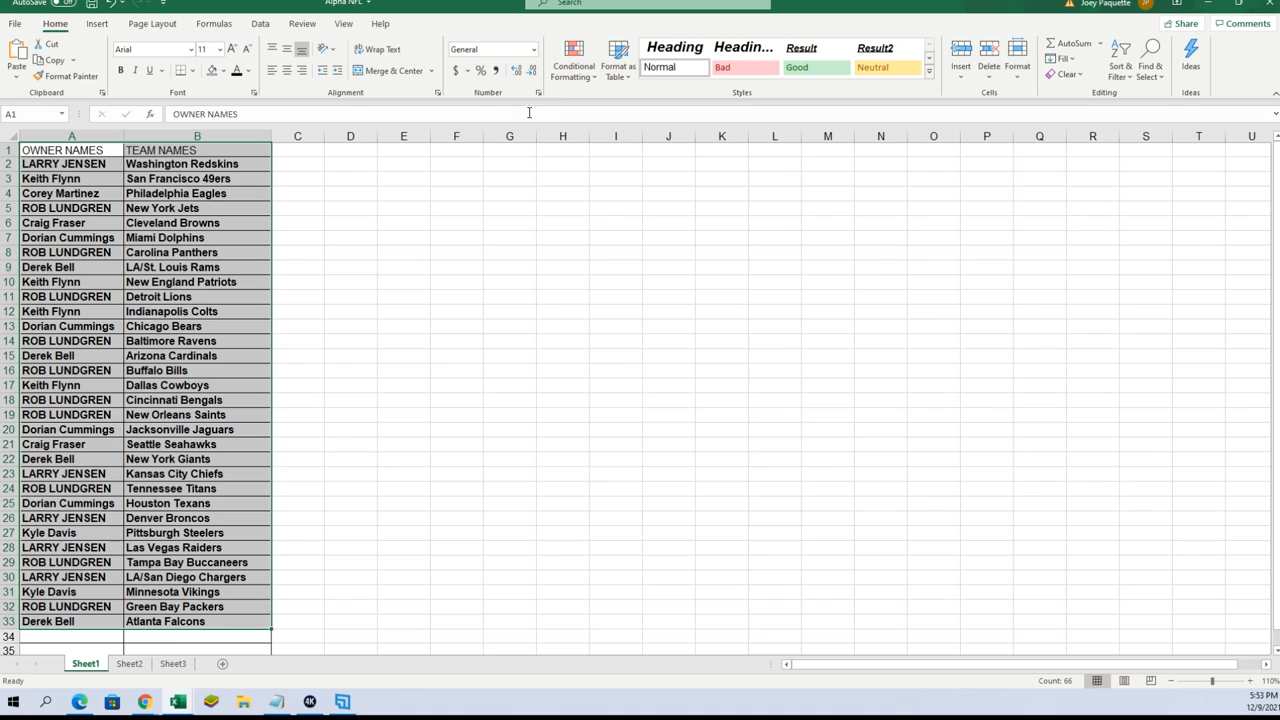 AutoSave Off Alpha NFL Search Joey Paquette JP
File Home Insert Page Layout Formulas Data Review View Help Share Comments
Cut Arial 11 A A Wrap Text General Heading Headin... Result Result2 AutoSum
Copy Fill
Paste Format Painter B I U A Merge & Center $ % Conditional Formatting Format as Table Normal Bad Good Neutral Insert Delete Format Clear Sort & Filter Find & Select Ideas
Clipboard Font Alignment Number Styles Cells Editing Ideas
A1 fx OWNER NAMES
A B C D E F G H I J K L M N O P Q R S T U
1 OWNER NAMES TEAM NAMES
2 LARRY JENSEN Washington Redskins
3 Keith Flynn San Francisco 49ers
4 Corey Martinez Philadelphia Eagles
5 ROB LUNDGREN New York Jets
6 Craig Fraser Cleveland Browns
7 Dorian Cummings Miami Dolphins
8 ROB LUNDGREN Carolina Panthers
9 Derek Bell LA/St. Louis Rams
10 Keith Flynn New England Patriots
11 ROB LUNDGREN Detroit Lions
12 Keith Flynn Indianapolis Colts
13 Dorian Cummings Chicago Bears
14 ROB LUNDGREN Baltimore Ravens
15 Derek Bell Arizona Cardinals
16 ROB LUNDGREN Buffalo Bills
17 Keith Flynn Dallas Cowboys
18 ROB LUNDGREN Cincinnati Bengals
19 ROB LUNDGREN New Orleans Saints
20 Dorian Cummings Jacksonville Jaguars
21 Craig Fraser Seattle Seahawks
22 Derek Bell New York Giants
23 LARRY JENSEN Kansas City Chiefs
24 ROB LUNDGREN Tennessee Titans
25 Dorian Cummings Houston Texans
26 LARRY JENSEN Denver Broncos
27 Kyle Davis Pittsburgh Steelers
28 LARRY JENSEN Las Vegas Raiders
29 ROB LUNDGREN Tampa Bay Buccaneers
30 LARRY JENSEN LA/San Diego Chargers
31 Kyle Davis Minnesota Vikings
32 ROB LUNDGREN Green Bay Packers
33 Derek Bell Atlanta Falcons
34
35
Sheet1 Sheet2 Sheet3
Ready Count: 66 110%
4K 5:53 PM
12/9/2021